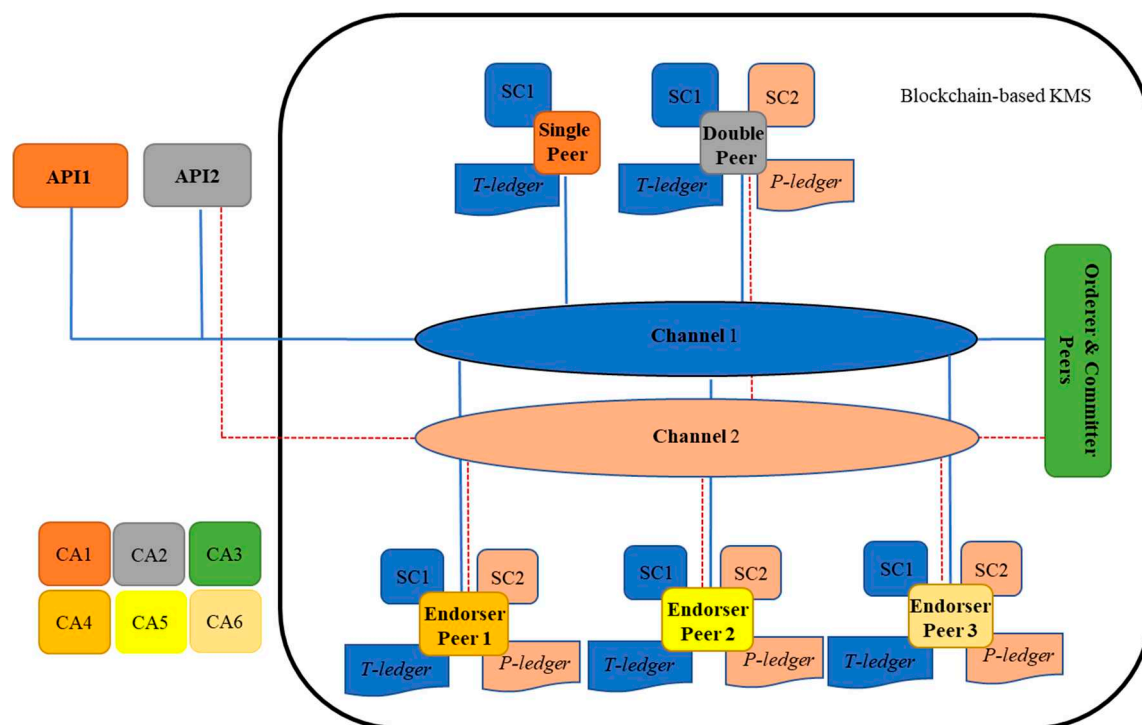 Blockchain-based KMS
SC1
SC1
SC2
Single
Peer
Double
Peer
T-ledger
T-ledger
P-ledger
API1
API2
Orderer & Committer
Peers
Channel 1
Channel 2
CA1
CA2
CA3
CA4
CA5
CA6
SC1
SC2
SC1
SC2
SC1
SC2
Endorser
Peer 1
Endorser
Peer 2
Endorser
Peer 3
T-ledger
P-ledger
T-ledger
P-ledger
T-ledger
P-ledger